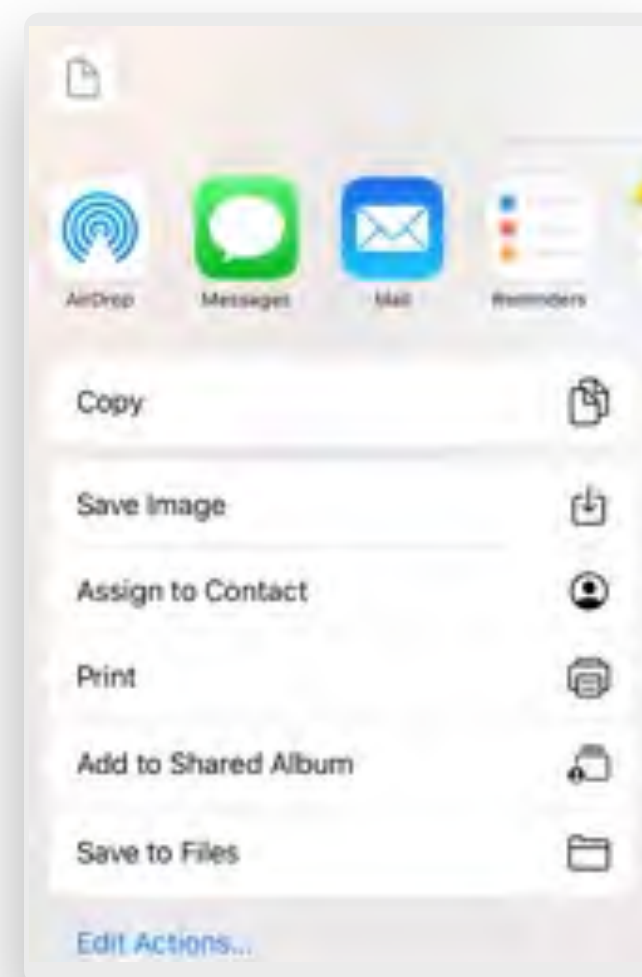 AirDrop Messages Mail Reminders
Copy
Save Image
Assign to Contact
Print
Add to Shared Album
Save to Files
Edit Actions...